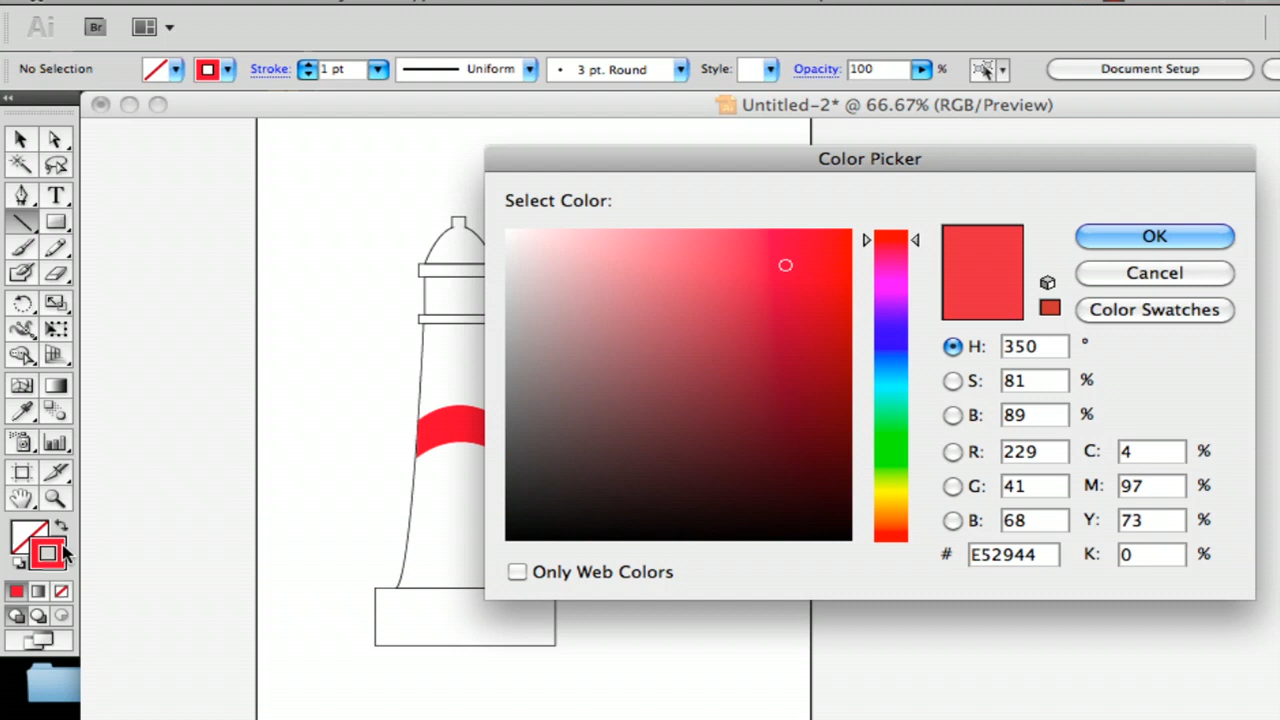 Ai Br
No Selection Stroke: 1 pt Uniform • 3 pt. Round Style: Opacity: 100 % Document Setup
Untitled-2* @ 66.67% (RGB/Preview)
Color Picker
Select Color:
OK
Cancel
Color Swatches
H: 350 °
S: 81 %
B: 89 %
R: 229 C: 4 %
G: 41 M: 97 %
B: 68 Y: 73 %
# E52944 K: 0 %
Only Web Colors
T